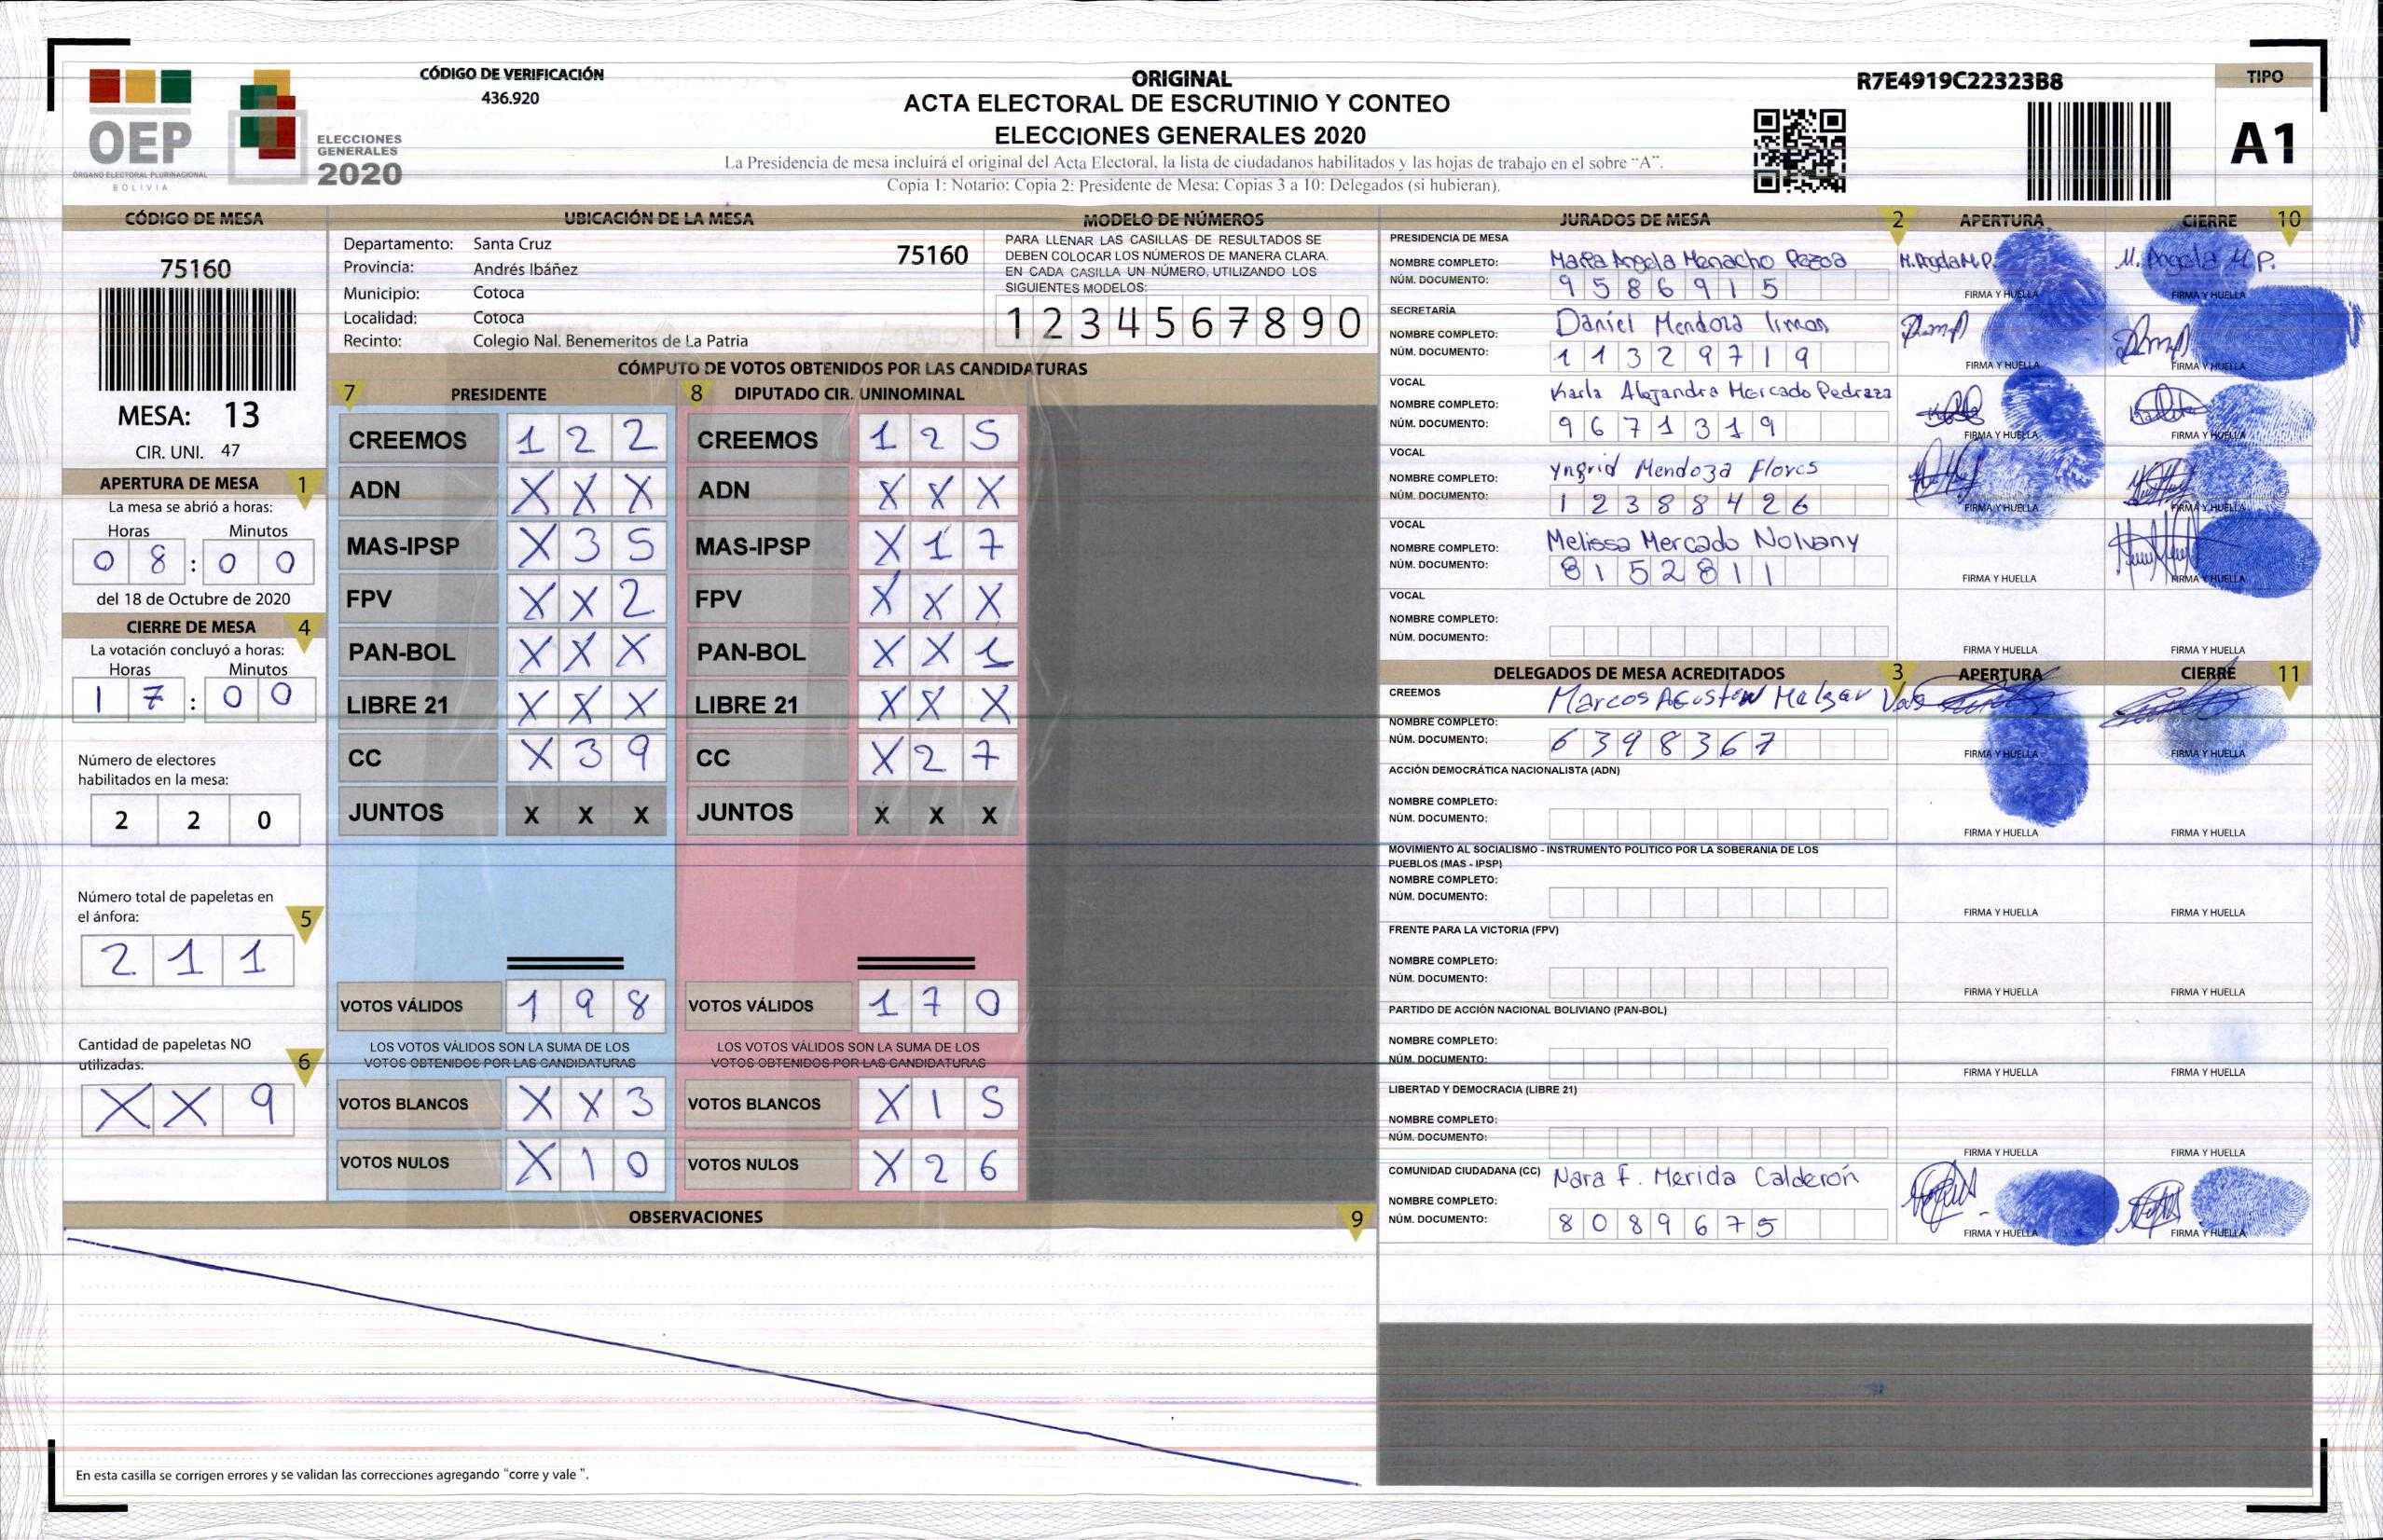 CÓDIGO DE VERIFICACIÓN
436.920
ORIGINAL
ACTA ELECTORAL DE ESCRUTINIO Y CONTEO
ELECCIONES GENERALES 2020
La Presidencia de mesa incluirá el original del Acta Electoral, la lista de ciudadanos habilitados y las hojas de trabajo en el sobre "A".
Copia 1: Notario: Copia 2: Presidente de Mesa: Copias 3 a 10: Delegados (si hubieran).
R7E4919C22323B8
TIPO
A1
OEP
ÓRGANO ELECTORAL PLURINACIONAL
BOLIVIA
ELECCIONES
GENERALES
2020
CÓDIGO DE MESA
75160
MESA: 13
CIR. UNI. 47
APERTURA DE MESA 1
La mesa se abrió a horas:
Horas Minutos
0 8 : 0 0
del 18 de Octubre de 2020
CIERRE DE MESA 4
La votación concluyó a horas:
Horas Minutos
1 7 : 0 0
Número de electores
habilitados en la mesa:
2 2 0
Número total de papeletas en
el ánfora: 5
2 1 1
Cantidad de papeletas NO
utilizadas: 6
X X 9
UBICACIÓN DE LA MESA
Departamento: Santa Cruz 75160
Provincia: Andrés Ibáñez
Municipio: Cotoca
Localidad: Cotoca
Recinto: Colegio Nal. Benemeritos de La Patria
MODELO DE NÚMEROS
PARA LLENAR LAS CASILLAS DE RESULTADOS SE
DEBEN COLOCAR LOS NÚMEROS DE MANERA CLARA.
EN CADA CASILLA UN NÚMERO, UTILIZANDO LOS
SIGUIENTES MODELOS:
1 2 3 4 5 6 7 8 9 0
CÓMPUTO DE VOTOS OBTENIDOS POR LAS CANDIDATURAS
7 PRESIDENTE 8 DIPUTADO CIR. UNINOMINAL
CREEMOS 1 2 2 CREEMOS 1 2 5
ADN X X X ADN X X X
MAS-IPSP X 3 5 MAS-IPSP X 1 7
FPV X X 2 FPV X X X
PAN-BOL X X X PAN-BOL X X 1
LIBRE 21 X X X LIBRE 21 X X X
CC X 3 9 CC X 2 7
JUNTOS X X X JUNTOS X X X
VOTOS VÁLIDOS 1 9 8 VOTOS VÁLIDOS 1 7 0
LOS VOTOS VÁLIDOS SON LA SUMA DE LOS LOS VOTOS VÁLIDOS SON LA SUMA DE LOS
VOTOS OBTENIDOS POR LAS CANDIDATURAS VOTOS OBTENIDOS POR LAS CANDIDATURAS
VOTOS BLANCOS X X 3 VOTOS BLANCOS X 1 5
VOTOS NULOS X 1 0 VOTOS NULOS X 2 6
OBSERVACIONES 9
En esta casilla se corrigen errores y se validan las correcciones agregando "corre y vale ".
JURADOS DE MESA 2 APERTURA CIERRE 10
PRESIDENCIA DE MESA
NOMBRE COMPLETO: Maria Angela Menacho Pozoa M. Angela M.P. M. Angela M.P.
NÚM. DOCUMENTO: 9 5 8 6 9 1 5
FIRMA Y HUELLA FIRMA Y HUELLA
SECRETARÍA
NOMBRE COMPLETO: Daniel Mendoza limon
NÚM. DOCUMENTO: 1 1 3 2 9 7 1 9
FIRMA Y HUELLA FIRMA Y HUELLA
VOCAL
NOMBRE COMPLETO: Karla Alejandra Mercado Pedraza
NÚM. DOCUMENTO: 9 6 7 1 3 1 9
FIRMA Y HUELLA FIRMA Y HUELLA
VOCAL
NOMBRE COMPLETO: Yngrid Mendoza Flores
NÚM. DOCUMENTO: 1 2 3 8 8 4 2 6
FIRMA Y HUELLA FIRMA Y HUELLA
VOCAL
NOMBRE COMPLETO: Melissa Mercado Nolvany
NÚM. DOCUMENTO: 8 1 5 2 8 1 1
FIRMA Y HUELLA FIRMA Y HUELLA
VOCAL
NOMBRE COMPLETO:
NÚM. DOCUMENTO:
FIRMA Y HUELLA FIRMA Y HUELLA
DELEGADOS DE MESA ACREDITADOS 3 APERTURA CIERRE 11
CREEMOS
NOMBRE COMPLETO: Marcos Agustin Melgar
NÚM. DOCUMENTO: 6 3 9 8 3 6 7
FIRMA Y HUELLA FIRMA Y HUELLA
ACCIÓN DEMOCRÁTICA NACIONALISTA (ADN)
NOMBRE COMPLETO:
NÚM. DOCUMENTO:
FIRMA Y HUELLA FIRMA Y HUELLA
MOVIMIENTO AL SOCIALISMO - INSTRUMENTO POLITICO POR LA SOBERANIA DE LOS
PUEBLOS (MAS - IPSP)
NOMBRE COMPLETO:
NÚM. DOCUMENTO:
FIRMA Y HUELLA FIRMA Y HUELLA
FRENTE PARA LA VICTORIA (FPV)
NOMBRE COMPLETO:
NÚM. DOCUMENTO:
FIRMA Y HUELLA FIRMA Y HUELLA
PARTIDO DE ACCIÓN NACIONAL BOLIVIANO (PAN-BOL)
NOMBRE COMPLETO:
NÚM. DOCUMENTO:
FIRMA Y HUELLA FIRMA Y HUELLA
LIBERTAD Y DEMOCRACIA (LIBRE 21)
NOMBRE COMPLETO:
NÚM. DOCUMENTO:
FIRMA Y HUELLA FIRMA Y HUELLA
COMUNIDAD CIUDADANA (CC)
NOMBRE COMPLETO: Nara F. Merida Calderón
NÚM. DOCUMENTO: 8 0 8 9 6 7 5
FIRMA Y HUELLA FIRMA Y HUELLA